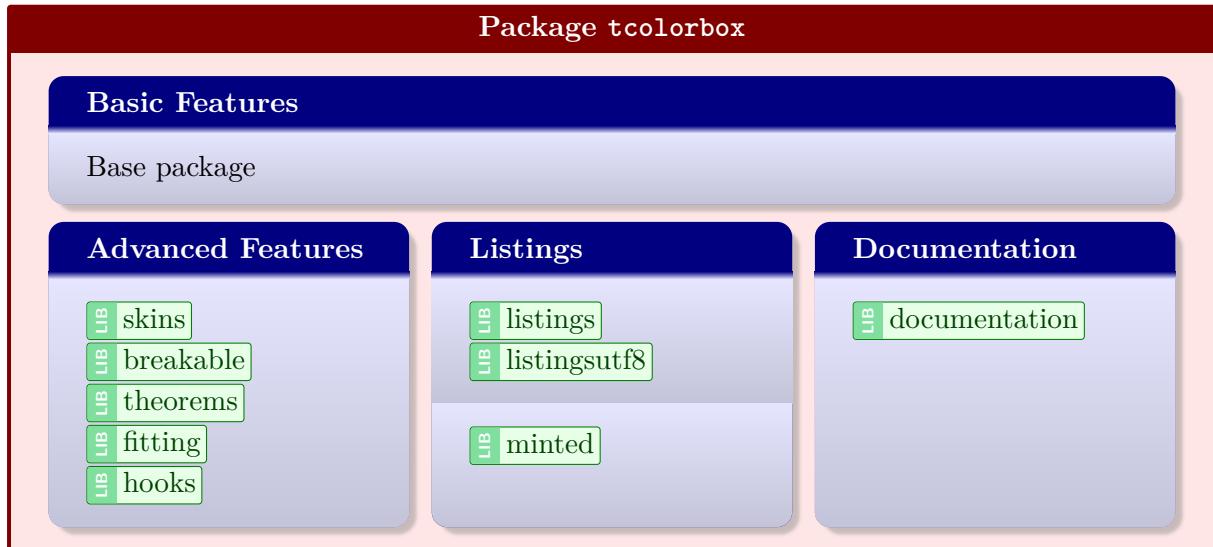 Package tcolorbox
Basic Features
Base package
Advanced Features
LIB skins
LIB breakable
LIB theorems
LIB fitting
LIB hooks
Listings
LIB listings
LIB listingsutf8
LIB minted
Documentation
LIB documentation